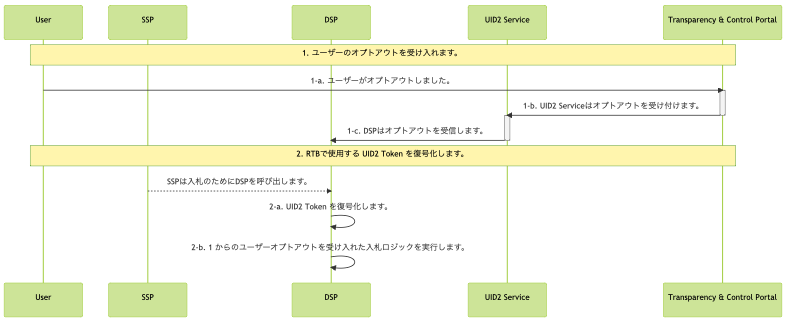 User SSP DSP UID2 Service Transparency & Control Portal
1. ユーザーのオプトアウトを受け入れます。
1-a. ユーザーがオプトアウトしました。
1-b. UID2 Serviceはオプトアウトを受け付けます。
1-c. DSPはオプトアウトを受信します。
2. RTBで使用する UID2 Token を復号化します。
SSPは入札のためにDSPを呼び出します。
2-a. UID2 Token を復号化します。
2-b. 1 からのユーザーオプトアウトを受け入れた入札ロジックを実行します。
User SSP DSP UID2 Service Transparency & Control Portal